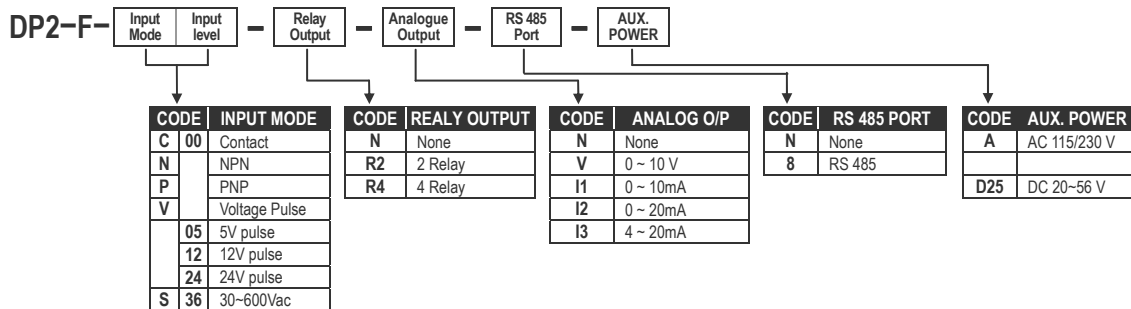 DP2-F- Input Mode Input level - Relay Output - Analogue Output - RS 485 Port - AUX. POWER
CODE INPUT MODE
C 00 Contact
N NPN
P PNP
V Voltage Pulse
05 5V pulse
12 12V pulse
24 24V pulse
S 36 30~600Vac
CODE REALY OUTPUT
N None
R2 2 Relay
R4 4 Relay
CODE ANALOG O/P
N None
V 0 ~ 10 V
I1 0 ~ 10mA
I2 0 ~ 20mA
I3 4 ~ 20mA
CODE RS 485 PORT
N None
8 RS 485
CODE AUX. POWER
A AC 115/230 V
D25 DC 20~56 V